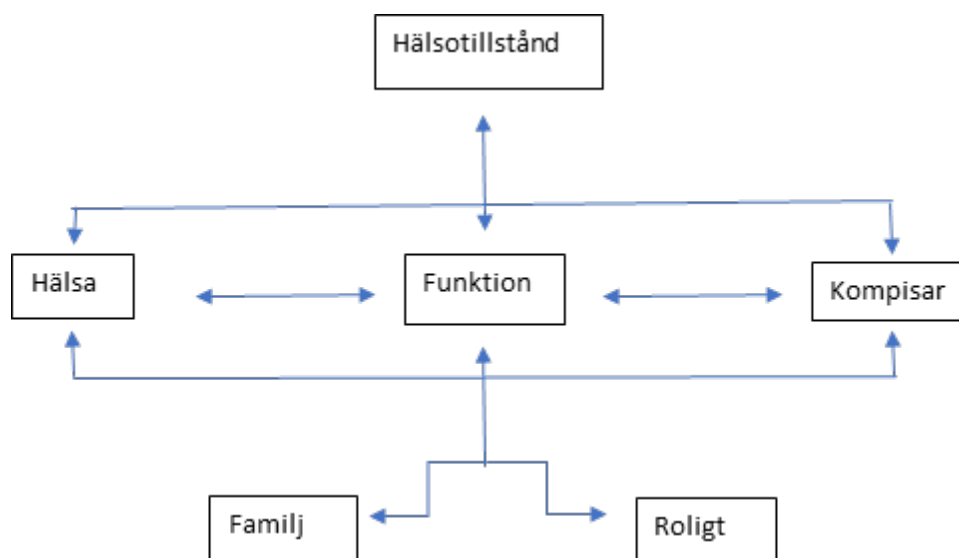 Hälsotillstånd
Hälsa
Funktion
Kompisar
Familj
Roligt